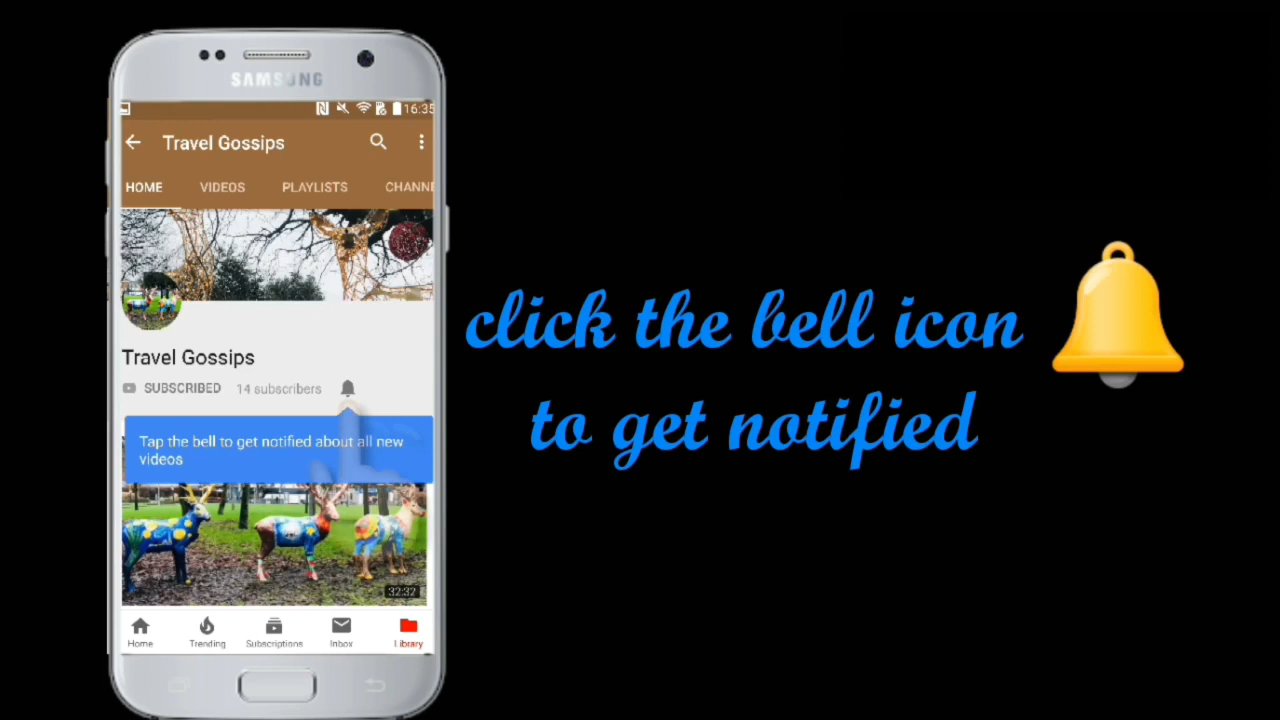 SAMSUNG
16:35
Travel Gossips
HOME VIDEOS PLAYLISTS CHANNE
Travel Gossips
SUBSCRIBED 14 subscribers
Tap the bell to get notified about all new
videos
32:32
Home Trending Subscriptions Inbox Library
click the bell icon
to get notified